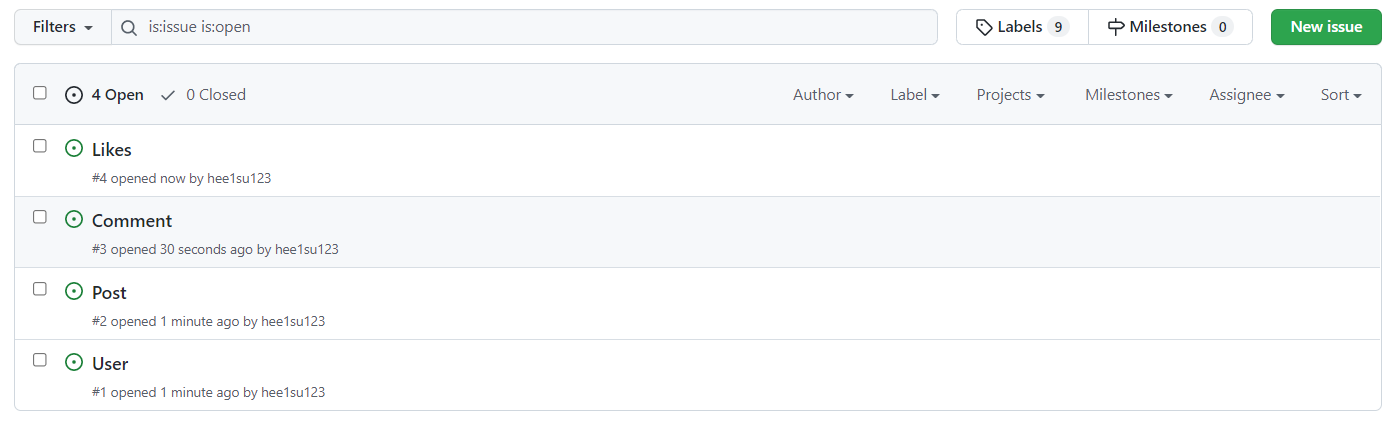 Filters is:issue is:open Labels 9 Milestones 0 New issue
4 Open 0 Closed Author Label Projects Milestones Assignee Sort
Likes
#4 opened now by hee1su123
Comment
#3 opened 30 seconds ago by hee1su123
Post
#2 opened 1 minute ago by hee1su123
User
#1 opened 1 minute ago by hee1su123